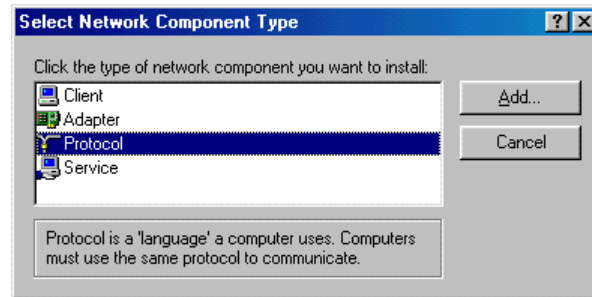 Select Network Component Type
Click the type of network component you want to install:
Client
Adapter
Protocol
Service
Add...
Cancel
Protocol is a 'language' a computer uses. Computers
must use the same protocol to communicate.